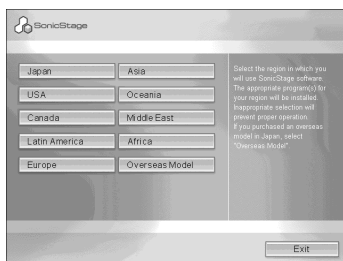 SonicStage
Japan
Asia
USA
Oceania
Canada
Middle East
Latin America
Africa
Europe
Overseas Model
Select the region in which you
will use SonicStage software.
The appropriate program(s) for
your region will be installed.
Inappropriate selection will
prevent proper operation.
If you purchased an overseas
model in Japan, select
"Overseas Model".
Exit